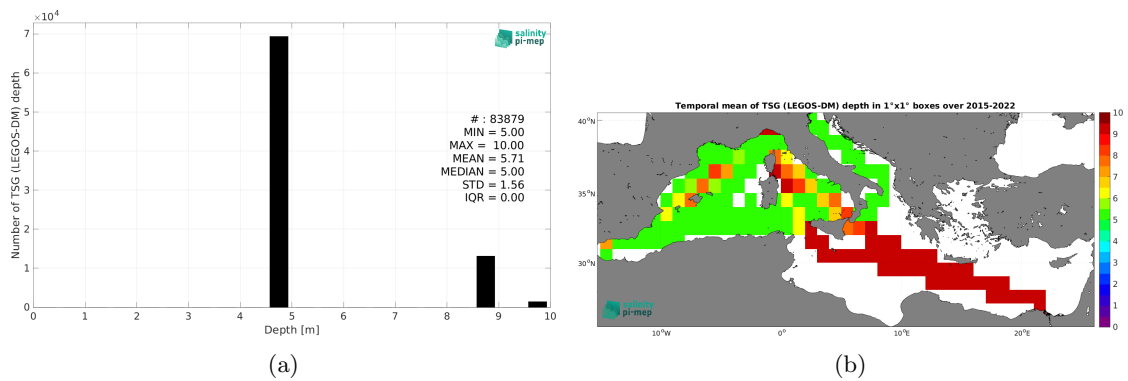 ×10⁴
7
6
5
4
3
2
1
0
Number of TSG (LEGOS-DM) depth
salinity
pi-mep
# : 83879
MIN = 5.00
MAX = 10.00
MEAN = 5.71
MEDIAN = 5.00
STD = 1.56
IQR = 0.00
0 1 2 3 4 5 6 7 8 9 10
Depth [m]
(a)
Temporal mean of TSG (LEGOS-DM) depth in 1°x1° boxes over 2015-2022
40°N
35°N
30°N
10°W 0° 10°E 20°E
salinity
pi-mep
10
9
8
7
6
5
4
3
2
1
0
(b)